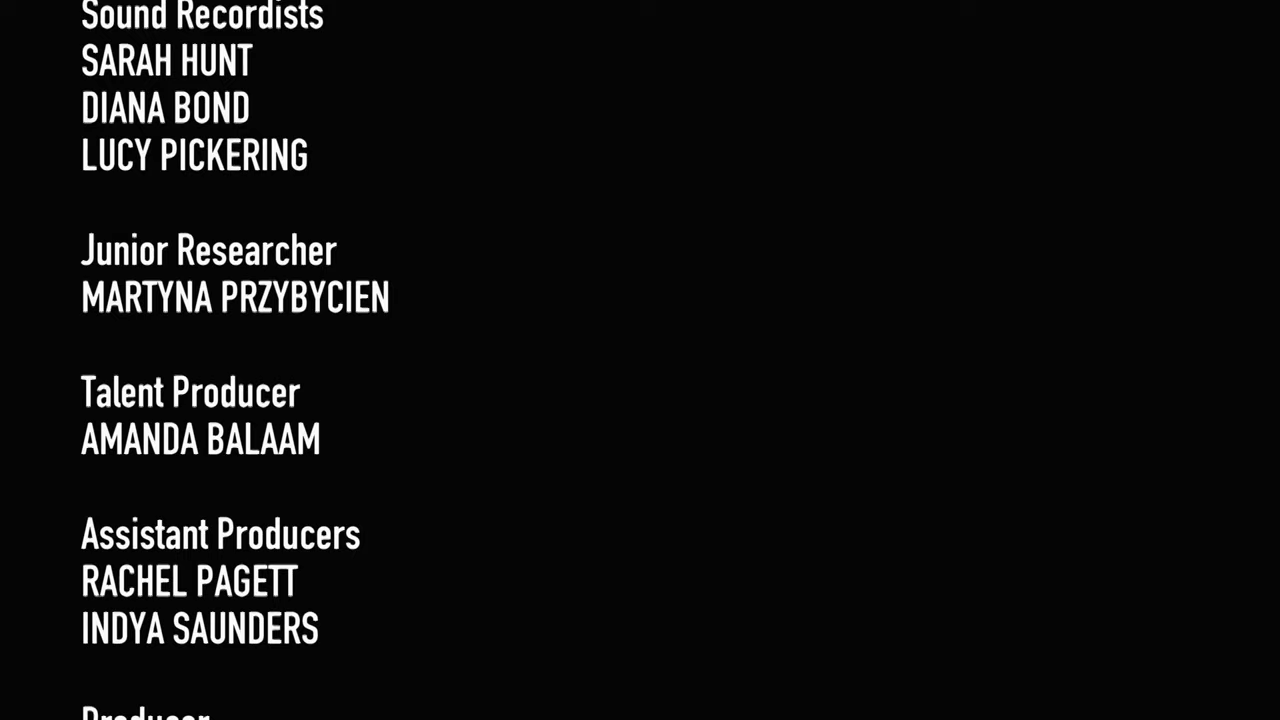 Sound Recordists
SARAH HUNT
DIANA BOND
LUCY PICKERING
Junior Researcher
MARTYNA PRZYBYCIEN
Talent Producer
AMANDA BALAAM
Assistant Producers
RACHEL PAGETT
INDYA SAUNDERS
Producer